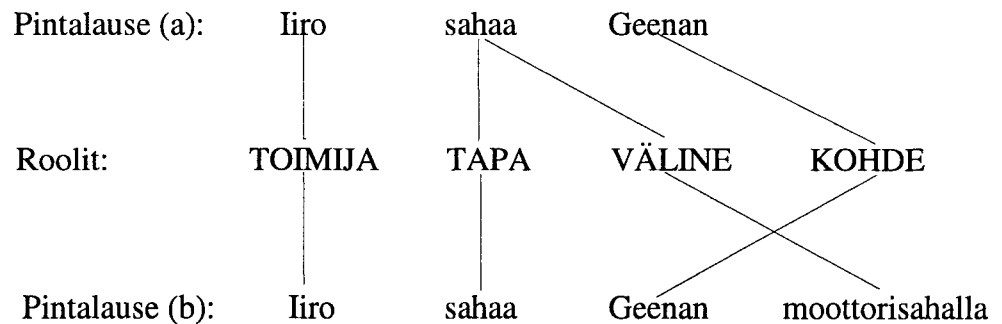 Pintalause (a): Iiro sahaa Geenan
Roolit: TOIMIJA TAPA VÄLINE KOHDE
Pintalause (b): Iiro sahaa Geenan moottorisahalla